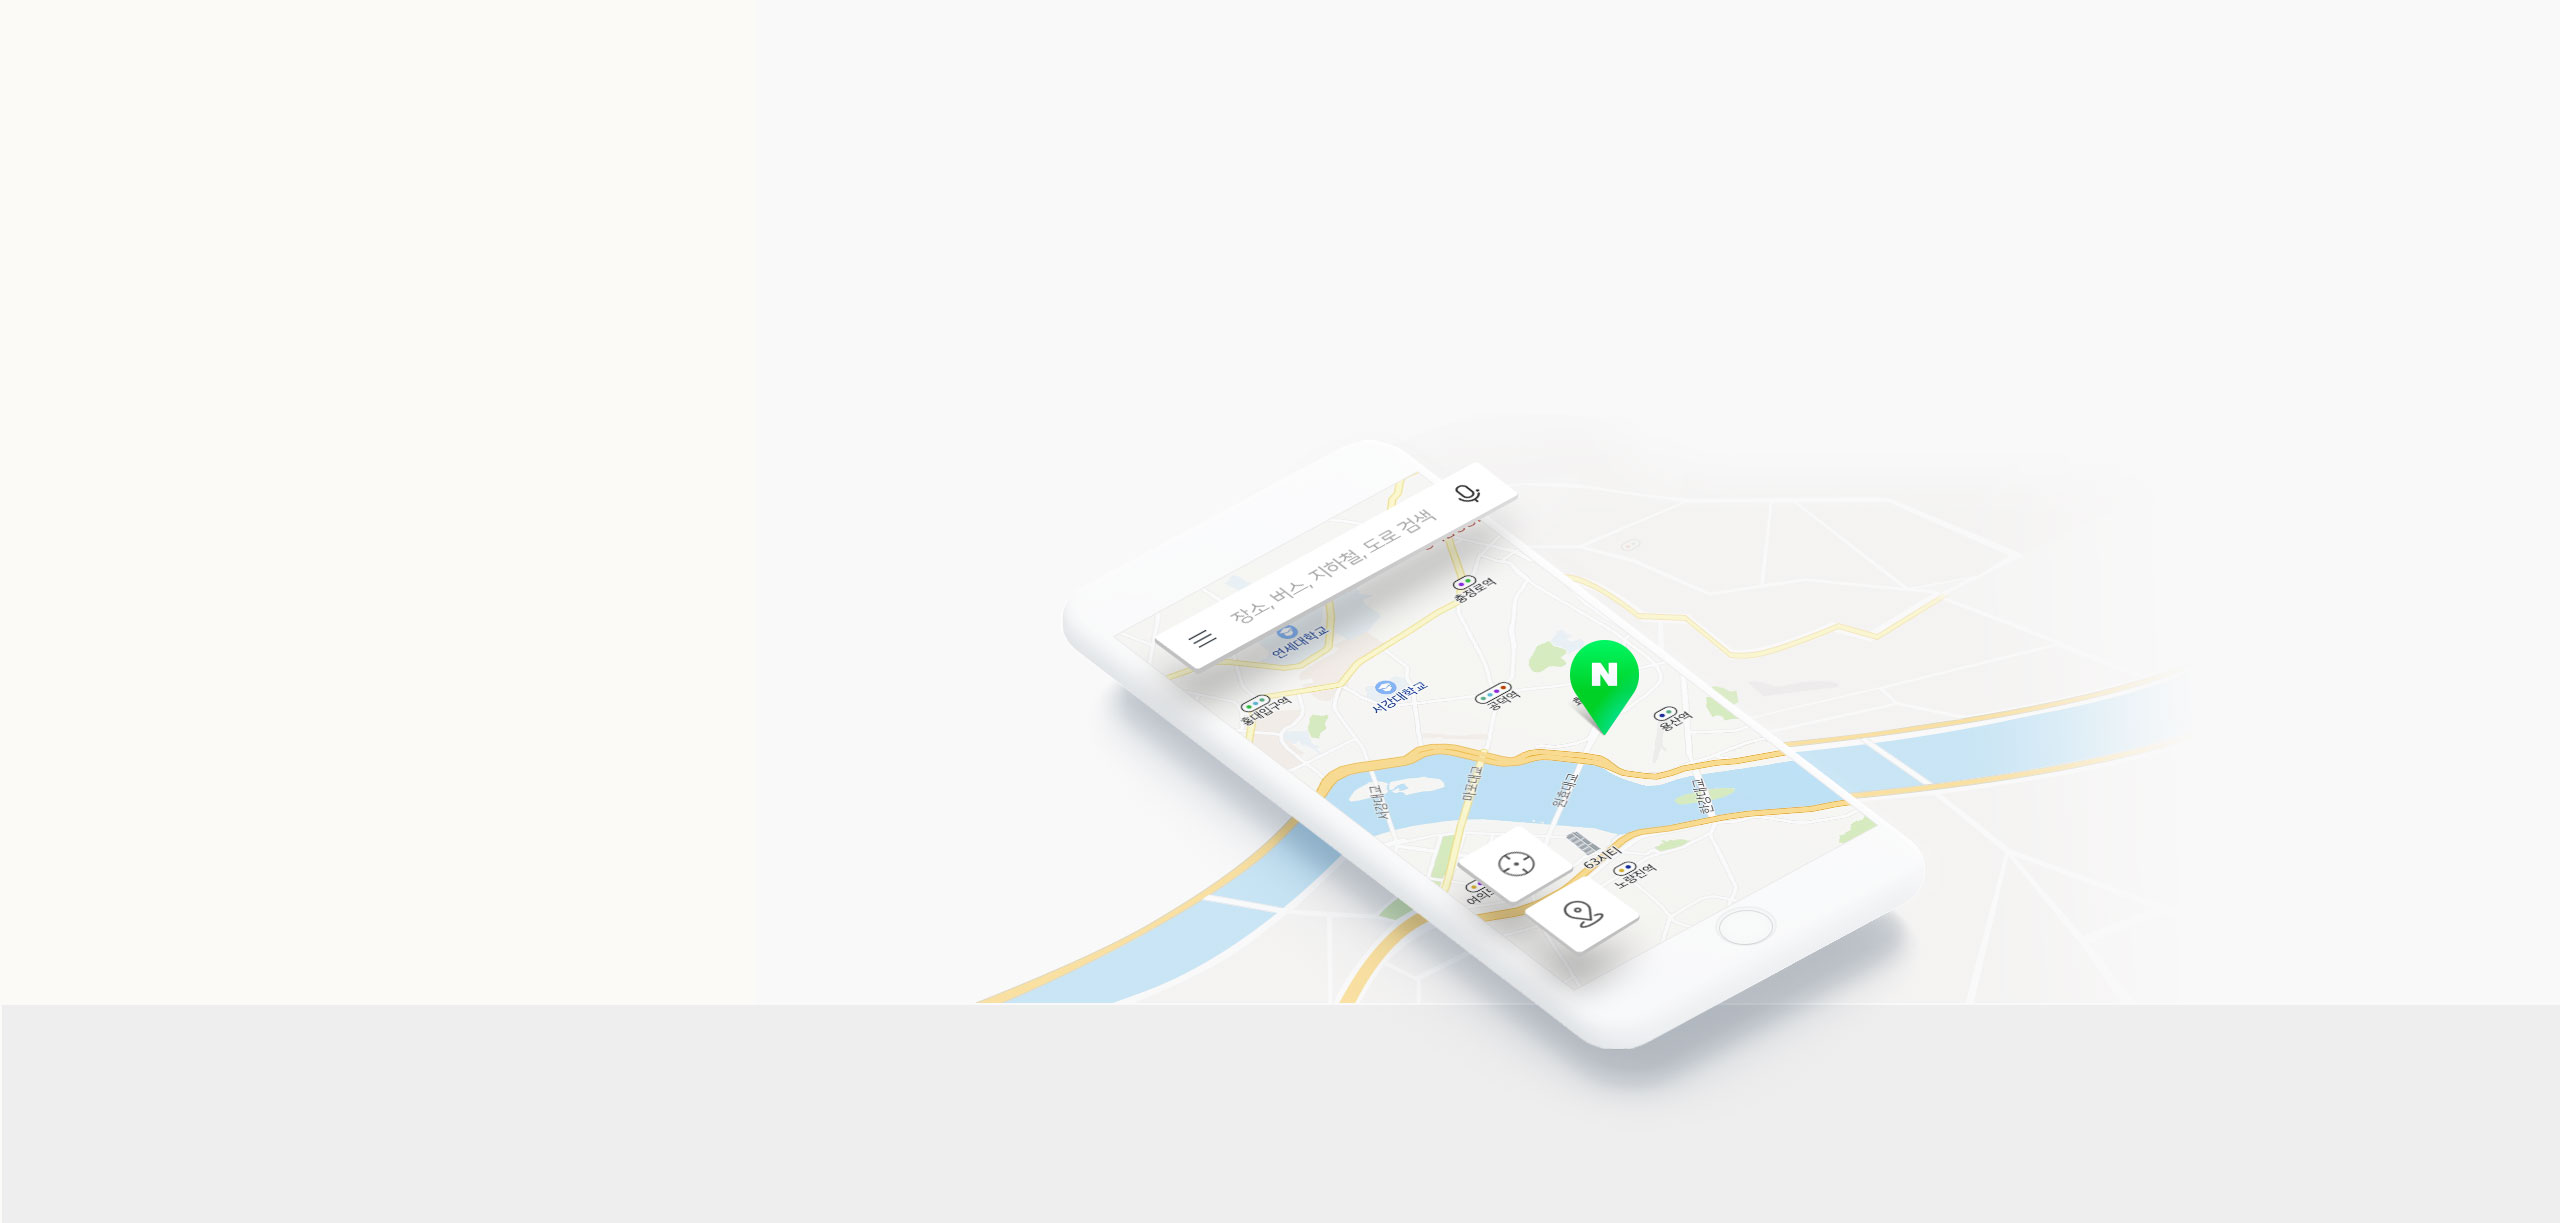 장소, 버스, 지하철, 도로 검색
충정로역
연세대학교
서강대학교
홍대입구역
공덕역
N
용산역
서강대교
마포대교
원효대교
한강대교
63시티
노량진역